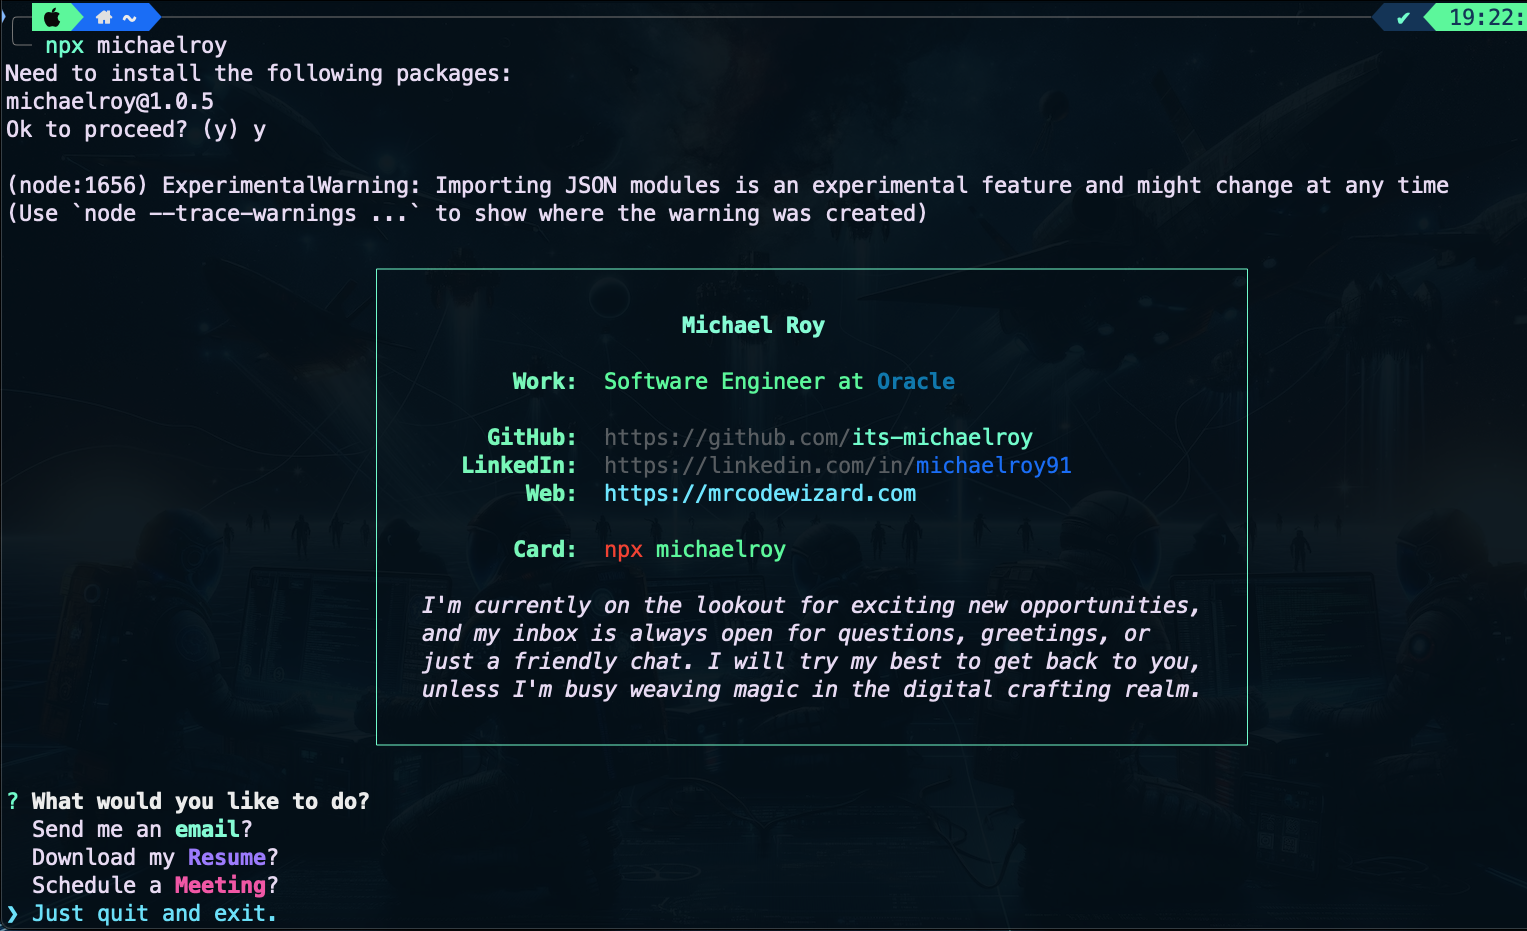 ~ ✔ 19:22:
npx michaelroy
Need to install the following packages:
michaelroy@1.0.5
Ok to proceed? (y) y
(node:1656) ExperimentalWarning: Importing JSON modules is an experimental feature and might change at any time
(Use `node --trace-warnings ...` to show where the warning was created)
Michael Roy
Work: Software Engineer at Oracle
GitHub: https://github.com/its-michaelroy
LinkedIn: https://linkedin.com/in/michaelroy91
Web: https://mrcodewizard.com
Card: npx michaelroy
I'm currently on the lookout for exciting new opportunities,
and my inbox is always open for questions, greetings, or
just a friendly chat. I will try my best to get back to you,
unless I'm busy weaving magic in the digital crafting realm.
? What would you like to do?
Send me an email?
Download my Resume?
Schedule a Meeting?
❯ Just quit and exit.